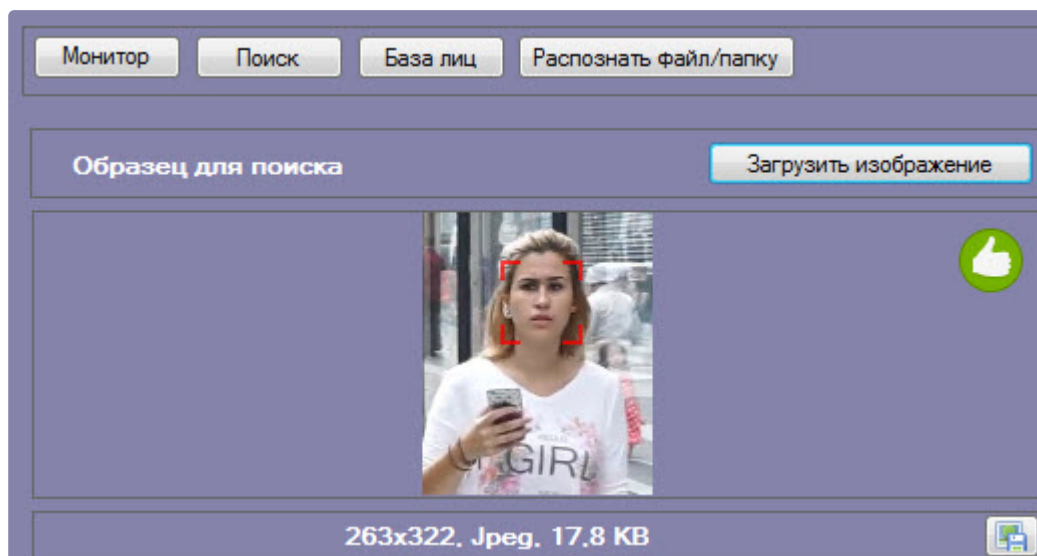 Монитор Поиск База лиц Распознать файл/папку
Образец для поиска Загрузить изображение
GIRL
263x322, Jpeg, 17,8 KB